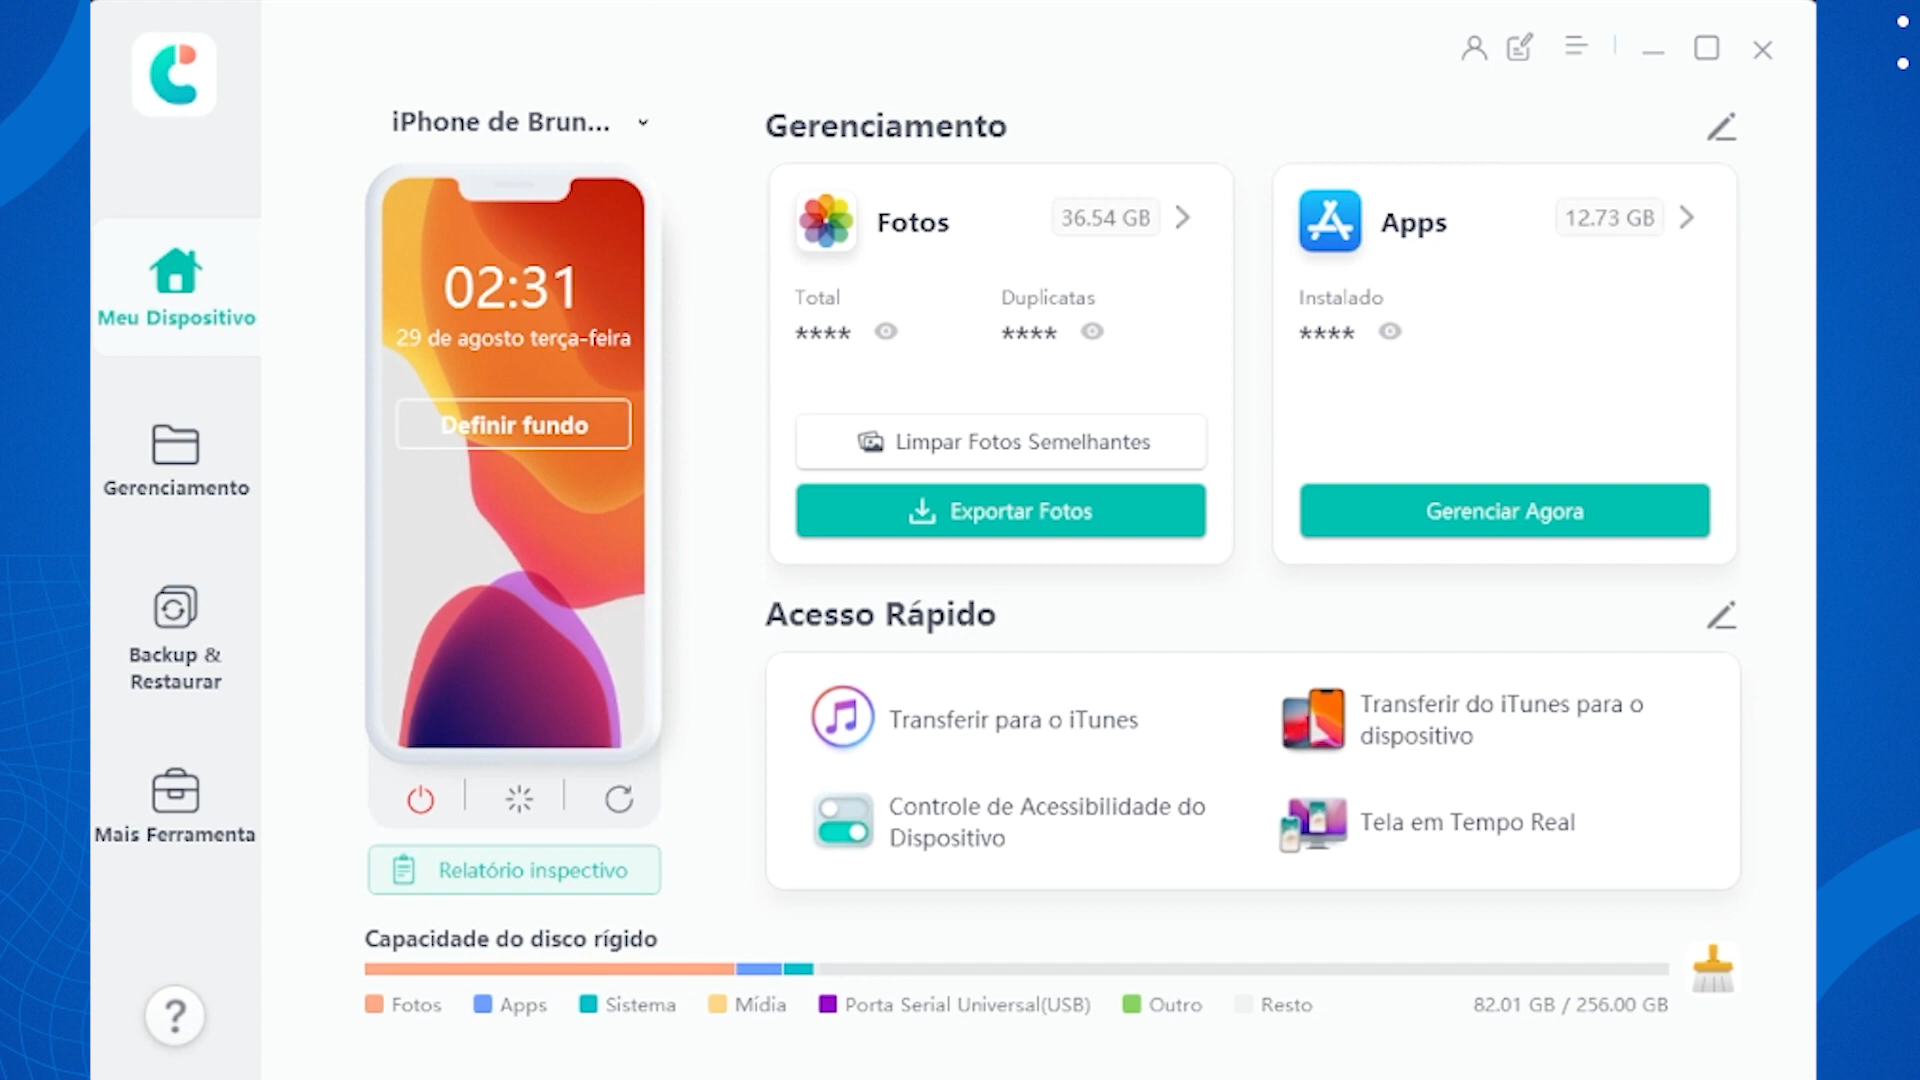 iPhone de Brun...
02:31
29 de agosto terça-feira
Definir fundo
Relatório inspectivo
Meu Dispositivo
Gerenciamento
Backup &
Restaurar
Mais Ferramenta
?
Gerenciamento
Fotos
36.54 GB
Total
Duplicatas
****
****
Limpar Fotos Semelhantes
Exportar Fotos
Apps
12.73 GB
Instalado
****
Gerenciar Agora
Acesso Rápido
Transferir para o iTunes
Transferir do iTunes para o
dispositivo
Controle de Acessibilidade do
Dispositivo
Tela em Tempo Real
Capacidade do disco rígido
Fotos
Apps
Sistema
Mídia
Porta Serial Universal(USB)
Outro
Resto
82.01 GB / 256.00 GB